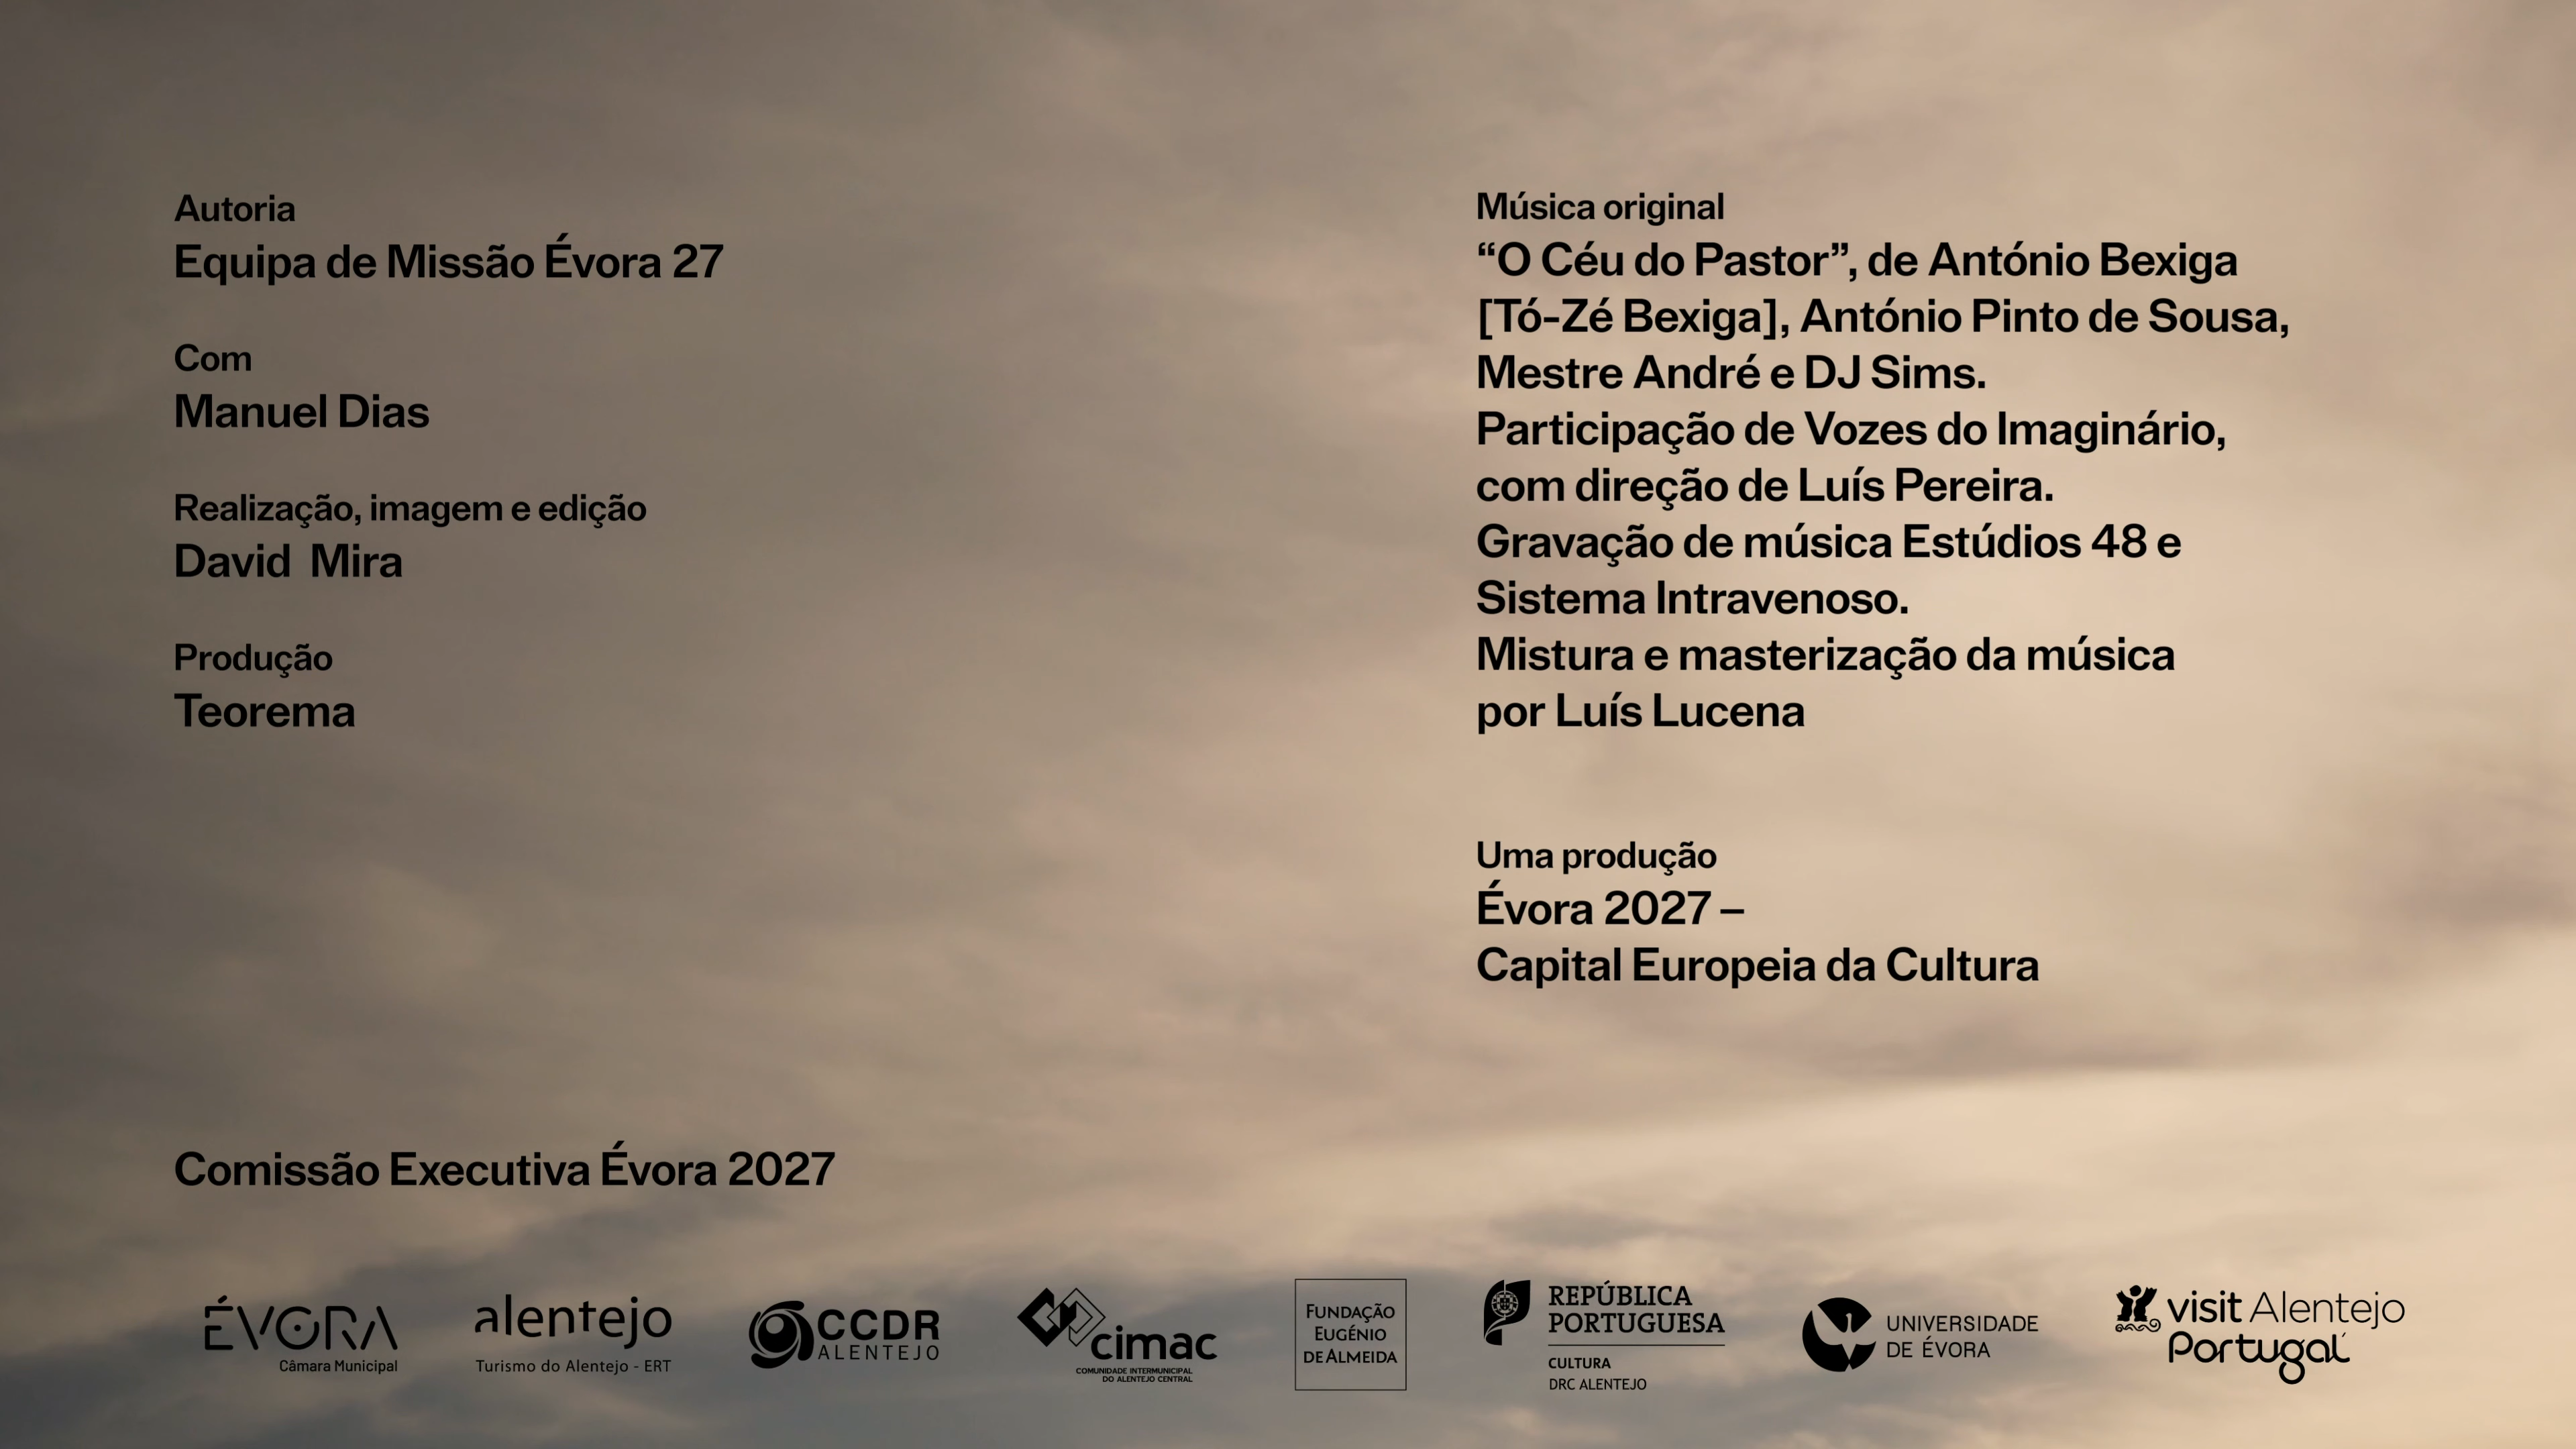 Autoria
Equipa de Missão Évora 27
Com
Manuel Dias
Realização, imagem e edição
David  Mira
Produção
Teorema
Música original
“O Céu do Pastor”, de António Bexiga
[Tó-Zé Bexiga], António Pinto de Sousa,
Mestre André e DJ Sims.
Participação de Vozes do Imaginário,
com direção de Luís Pereira.
Gravação de música Estúdios 48 e
Sistema Intravenoso.
Mistura e masterização da música
por Luís Lucena
Uma produção
Évora 2027 –
Capital Europeia da Cultura
Comissão Executiva Évora 2027
ÉVORA
Câmara Municipal
alentejo
Turismo do Alentejo - ERT
CCDR
ALENTEJO
cimac
COMUNIDADE INTERMUNICIPAL
DO ALENTEJO CENTRAL
FUNDAÇÃO
EUGÉNIO
DE ALMEIDA
REPÚBLICA
PORTUGUESA
CULTURA
DRC ALENTEJO
UNIVERSIDADE
DE ÉVORA
visit Alentejo
Portugal